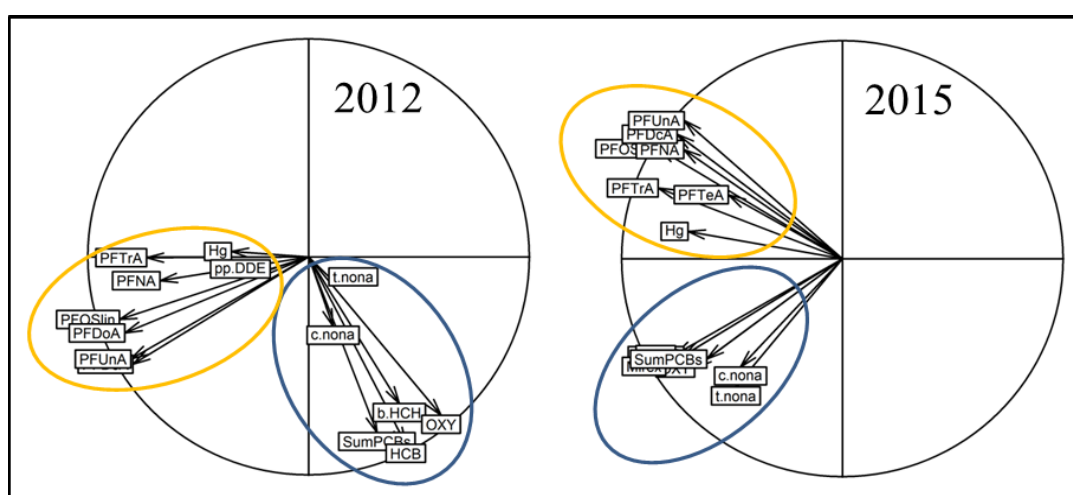 2012
PFTrA
Hg
pp.DDE
PFNA
PFOSlin
PFDoA
PFUnA
t.nona
c.nona
b.HCH
OXY
SumPCBs
HCB
2015
PFUnA
PFDcA
PFNA
PFTrA
PFTeA
Hg
SumPCBs
c.nona
t.nona